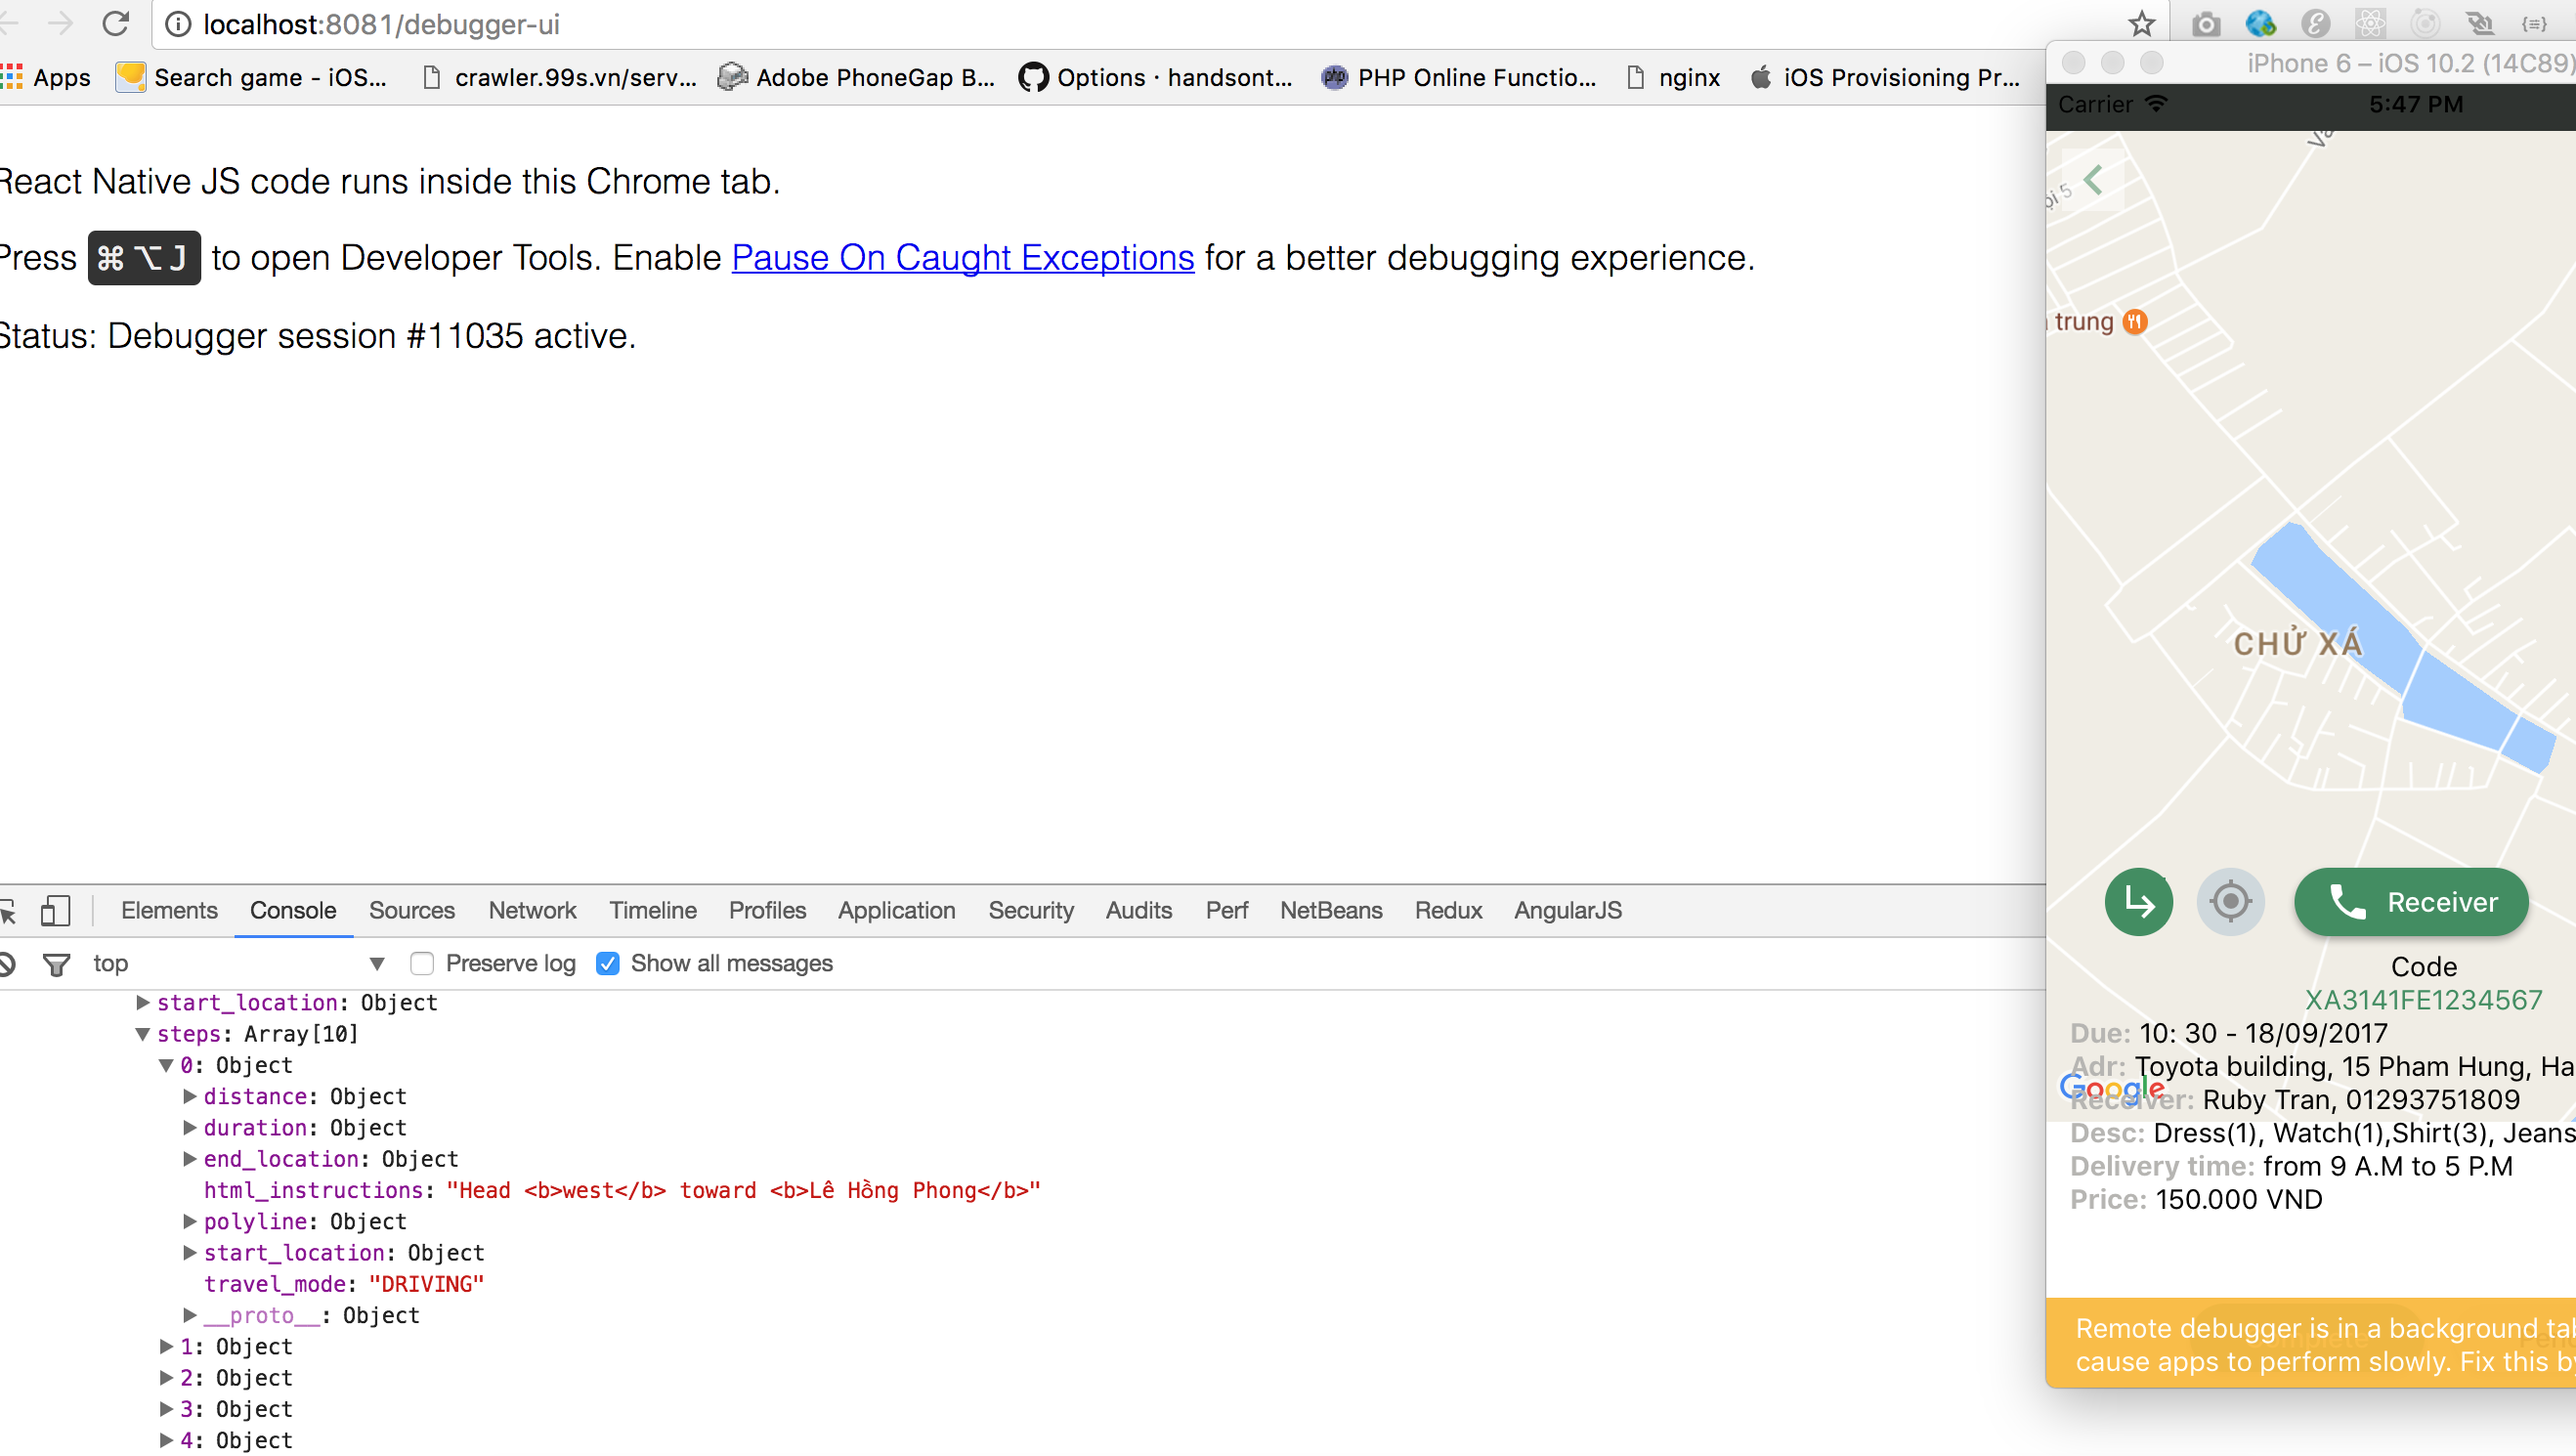 localhost:8081/debugger-ui
Apps
Search game - iOS...
crawler.99s.vn/serv...
Adobe PhoneGap B...
Options · handsont...
PHP Online Functio...
nginx
iOS Provisioning Pr...
React Native JS code runs inside this Chrome tab.
Press ⌘⌥J to open Developer Tools. Enable Pause On Caught Exceptions for a better debugging experience.
Status: Debugger session #11035 active.
Elements Console Sources Network Timeline Profiles Application Security Audits Perf NetBeans Redux AngularJS
top Preserve log Show all messages
start_location: Object
steps: Array[10]
0: Object
distance: Object
duration: Object
end_location: Object
html_instructions: "Head <b>west</b> toward <b>Lê Hồng Phong</b>"
polyline: Object
start_location: Object
travel_mode: "DRIVING"
__proto__: Object
1: Object
2: Object
3: Object
4: Object
iPhone 6 – iOS 10.2 (14C89)
Carrier 5:47 PM
trung
CHỬ XÁ
Receiver
Code
XA3141FE1234567
Due: 10: 30 - 18/09/2017
Adr: Toyota building, 15 Pham Hung, Ha
Google
Receiver: Ruby Tran, 01293751809
Desc: Dress(1), Watch(1),Shirt(3), Jeans
Delivery time: from 9 A.M to 5 P.M
Price: 150.000 VND
Remote debugger is in a background tab
cause apps to perform slowly. Fix this by